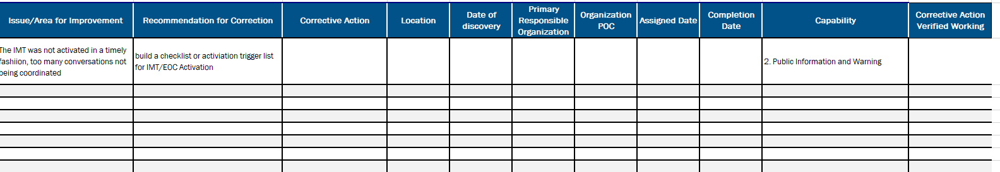 Issue/Area for Improvement
Recommendation for Correction
Corrective Action
Location
Date of
discovery
Primary
Responsible
Organization
Organization
POC
Assigned Date
Completion
Date
Capability
Corrective Action
Verified Working
The IMT was not activated in a timely
fashiion, too many conversations not
being coordinated
build a checklist or activiation trigger list
for IMT/EOC Activation
2. Public Information and Warning